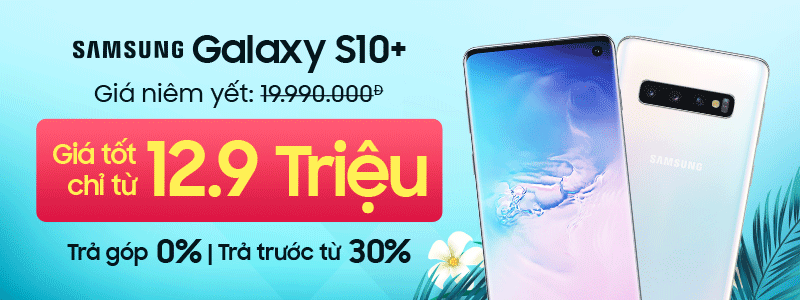 SAMSUNG Galaxy S10+
Giá niêm yết: 19.990.000Đ
Giá tốt
chỉ từ 12.9 Triệu
Trả góp 0% | Trả trước từ 30%
SAMSUNG